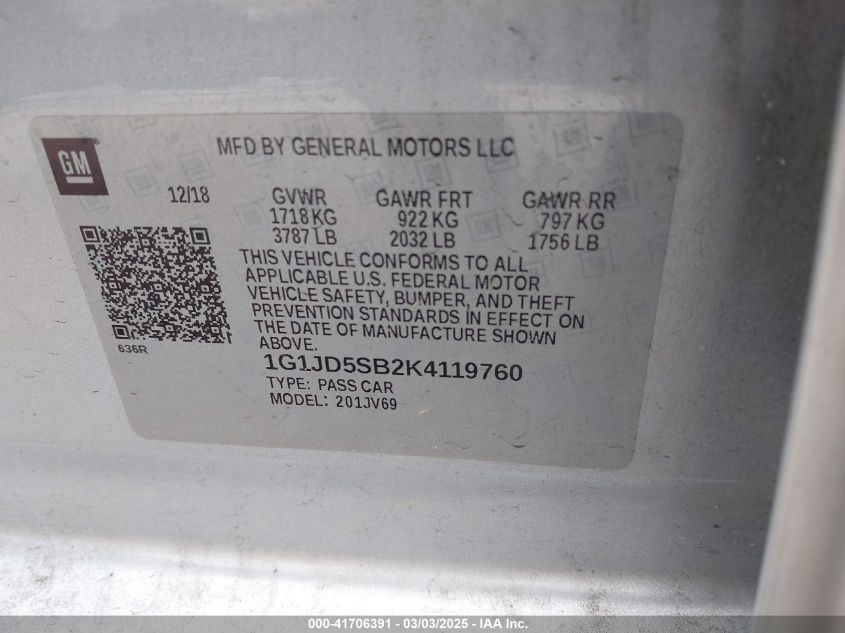 GM
MFD BY GENERAL MOTORS LLC
12/18 GVWR GAWR FRT GAWR RR
1718 KG 922 KG 797 KG
3787 LB 2032 LB 1756 LB
THIS VEHICLE CONFORMS TO ALL
APPLICABLE U.S. FEDERAL MOTOR
VEHICLE SAFETY, BUMPER, AND THEFT
PREVENTION STANDARDS IN EFFECT ON
THE DATE OF MANUFACTURE SHOWN
ABOVE.
636R
1G1JD5SB2K4119760
TYPE: PASS CAR
MODEL: 201JV69
000-41706391 - 03/03/2025 - IAA Inc.